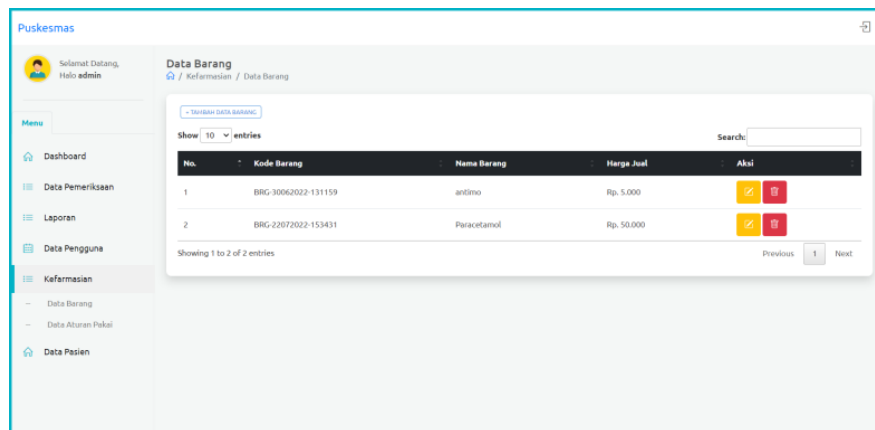 Puskesmas
Selamat Datang,
Halo admin
Menu
Dashboard
Data Pemeriksaan
Laporan
Data Pengguna
Kefarmasian
– Data Barang
– Data Aturan Pakai
Data Pasien
Data Barang
/ Kefarmasian / Data Barang
+ TAMBAH DATA BARANG
Show 10 entries
Search:
No. Kode Barang Nama Barang Harga Jual Aksi
1 BRG-30062022-131159 antimo Rp. 5.000
2 BRG-22072022-153431 Paracetamol Rp. 50.000
Showing 1 to 2 of 2 entries
Previous 1 Next